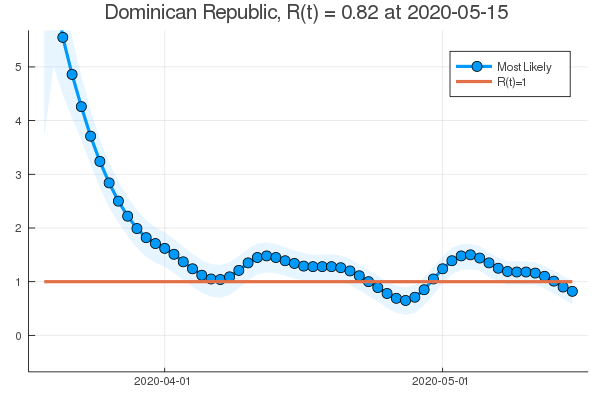 Dominican Republic, R(t) = 0.82 at 2020-05-15
Most Likely
R(t)=1
5
4
3
2
1
0
2020-04-01
2020-05-01